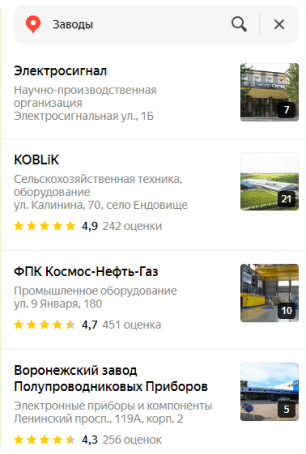 Заводы
Электросигнал
Научно-производственная
организация
Электросигнальная ул., 1Б
7
KOBLiK
Сельскохозяйственная техника,
оборудование
ул. Калинина, 70, село Ендовище
4,9 242 оценки
21
ФПК Космос-Нефть-Газ
Промышленное оборудование
ул. 9 Января, 180
4,7 451 оценка
10
Воронежский завод
Полупроводниковых Приборов
Электронные приборы и компоненты
Ленинский просп., 119А, корп. 2
4,3 256 оценок
5